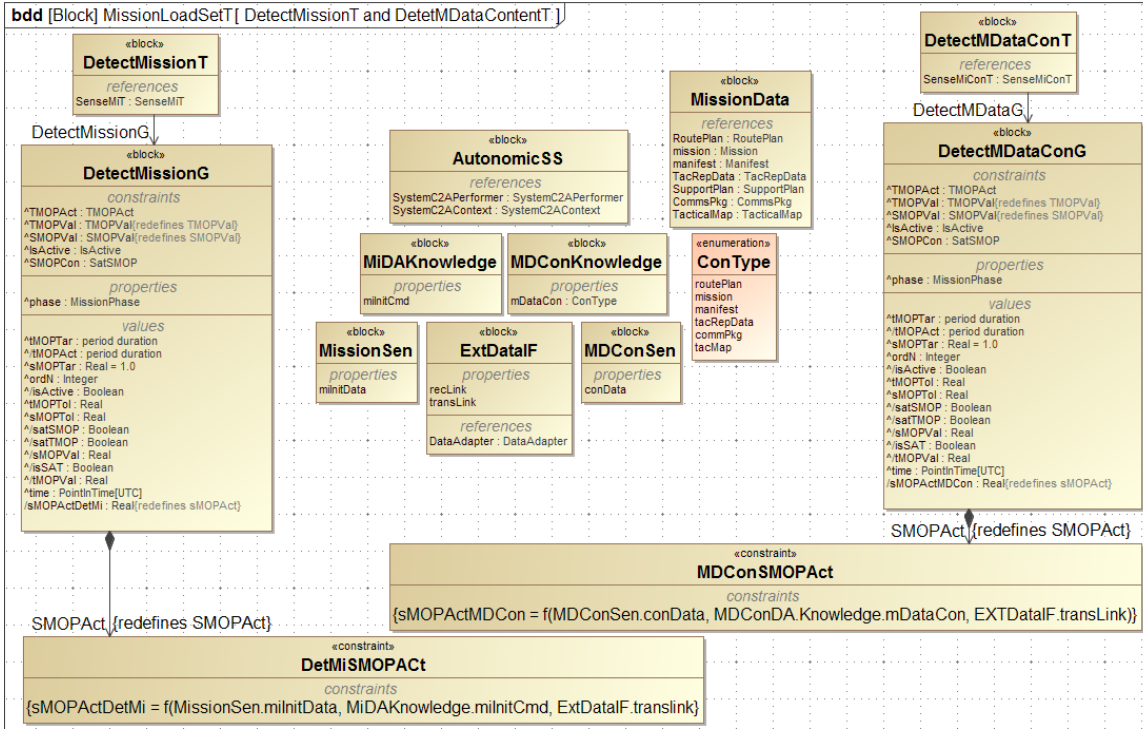 bdd [Block] MissionLoadSetT[ DetectMissionT and DetetMDataContentT ]
«block»
DetectMissionT
references
SenseMiT : SenseMiT
DetectMissionG
«block»
DetectMissionG
constraints
^TMOPAct : TMOPAct
^TMOPVal : TMOPVal{redefines TMOPVal}
^SMOPVal : SMOPVal{redefines SMOPVal}
^IsActive : IsActive
^SMOPCon : SatSMOP
properties
^phase : MissionPhase
values
^tMOPTar : period duration
^/tMOPAct : period duration
^sMOPTar : Real = 1.0
^ordN : Integer
^/isActive : Boolean
^tMOPTol : Real
^sMOPTol : Real
^/satSMOP : Boolean
^/satTMOP : Boolean
^/sMOPVal : Real
^/isSAT : Boolean
^/tMOPVal : Real
^time : PointInTime[UTC]
/sMOPActDetMi : Real{redefines sMOPAct}
SMOPAct {redefines SMOPAct}
«constraint»
DetMiSMOPACt
constraints
{sMOPActDetMi = f(MissionSen.miInitData, MiDAKnowledge.miInitCmd, ExtDataIF.translink}
«block»
AutonomicSS
references
SystemC2APerformer : SystemC2APerformer
SystemC2AContext : SystemC2AContext
«block»
MiDAKnowledge
properties
miInitCmd
«block»
MDConKnowledge
properties
mDataCon : ConType
«block»
MissionSen
properties
miInitData
«block»
ExtDataIF
properties
recLink
transLink
references
DataAdapter : DataAdapter
«block»
MDConSen
properties
conData
«block»
MissionData
references
RoutePlan : RoutePlan
mission : Mission
manifest : Manifest
TacRepData : TacRepData
SupportPlan : SupportPlan
CommsPkg : CommsPkg
TacticalMap : TacticalMap
«enumeration»
ConType
routePlan
mission
manifest
tacRepData
commPkg
tacMap
«block»
DetectMDataConT
references
SenseMiConT : SenseMiConT
DetectMDataG
«block»
DetectMDataConG
constraints
^TMOPAct : TMOPAct
^TMOPVal : TMOPVal{redefines TMOPVal}
^SMOPVal : SMOPVal{redefines SMOPVal}
^IsActive : IsActive
^SMOPCon : SatSMOP
properties
^phase : MissionPhase
values
^tMOPTar : period duration
^/tMOPAct : period duration
^sMOPTar : Real = 1.0
^ordN : Integer
^/isActive : Boolean
^tMOPTol : Real
^sMOPTol : Real
^/satSMOP : Boolean
^/satTMOP : Boolean
^/sMOPVal : Real
^/isSAT : Boolean
^/tMOPVal : Real
^time : PointInTime[UTC]
/sMOPActMDCon : Real{redefines sMOPAct}
SMOPAct {redefines SMOPAct}
«constraint»
MDConSMOPAct
constraints
{sMOPActMDCon = f(MDConSen.conData, MDConDA.Knowledge.mDataCon, EXTDataIF.transLink)}